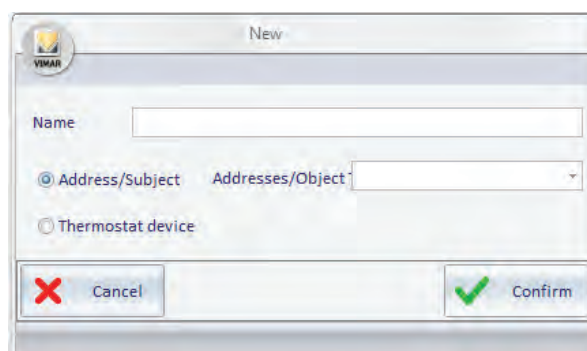 New
VIMAR
Name
Address/Subject Addresses/Object
Thermostat device
Cancel Confirm